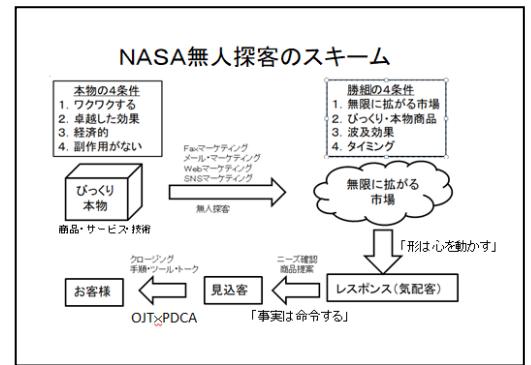 NASA無人探客のスキーム
本物の4条件
1. ワクワクする
2. 卓越した効果
3. 経済的
4. 副作用がない
勝組の4条件
1. 無限に拡がる市場
2. びっくり・本物商品
3. 波及効果
4. タイミング
Faxマーケティング
メール・マーケティング
Webマーケティング
SNSマーケティング
無人探客
びっくり
本物
商品・サービス・技術
無限に拡がる
市場
「形は心を動かす」
クロージング
手順・ツール・トーク
ニーズ確認
商品提案
お客様
見込客
レスポンス(気配客)
OJT×PDCA
「事実は命令する」